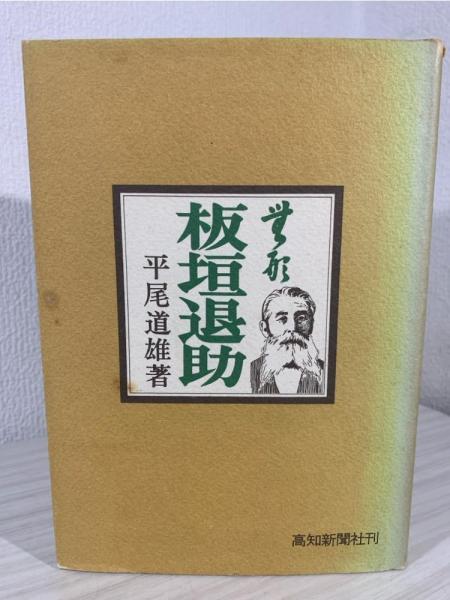 無形
板垣退助
平尾道雄著
高知新聞社刊